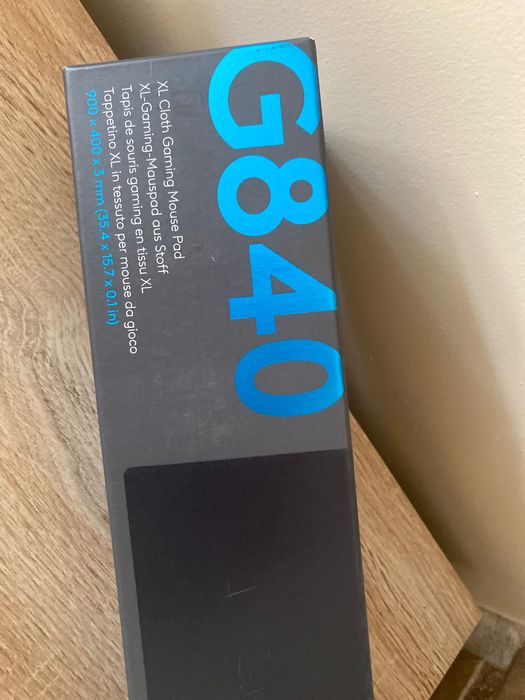 G840
XL Cloth Gaming Mouse Pad
XL-Gaming-Mauspad aus Stoff
Tapis de souris gaming en tissu XL
Tappetino XL in tessuto per mouse da gioco
900 x 400 x 3 mm (35.4 x 15.7 x 0.1 in)